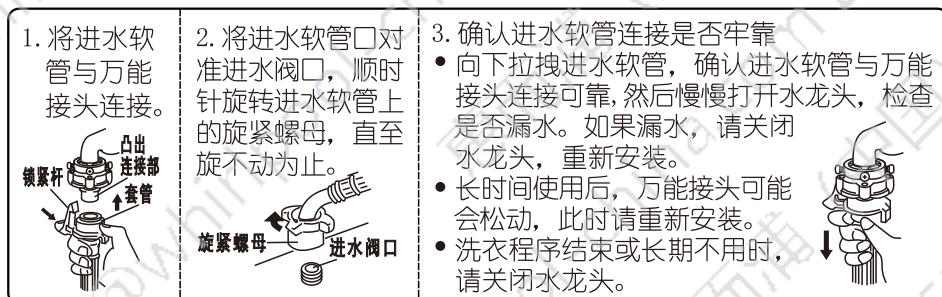 1. 将进水软
管与万能
接头连接。
凸出
连接部
锁紧杆
套管
2. 将进水软管口对
准进水阀口，顺时
针旋转进水软管上
的旋紧螺母，直至
旋不动为止。
旋紧螺母
进水阀口
3. 确认进水软管连接是否牢靠
• 向下拉拽进水软管，确认进水软管与万能
接头连接可靠,然后慢慢打开水龙头，检查
是否漏水。如果漏水，请关闭
水龙头，重新安装。
• 长时间使用后，万能接头可能
会松动，此时请重新安装。
• 洗衣程序结束或长期不用时，
请关闭水龙头。